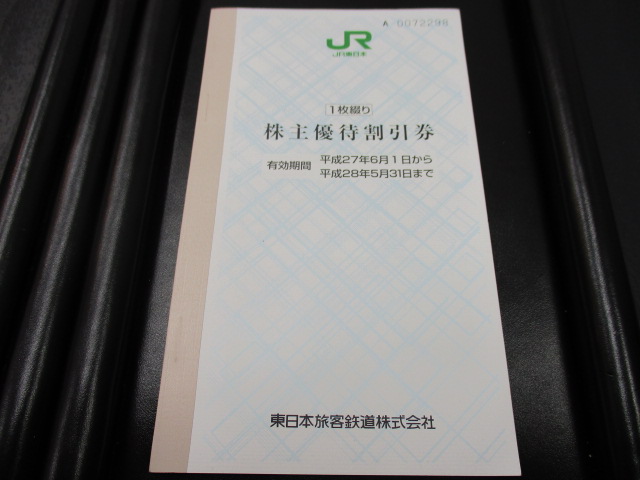 A 0072298
JR
JR東日本
1枚綴り
株主優待割引券
有効期間 平成27年6月1日から
平成28年5月31日まで
東日本旅客鉄道株式会社